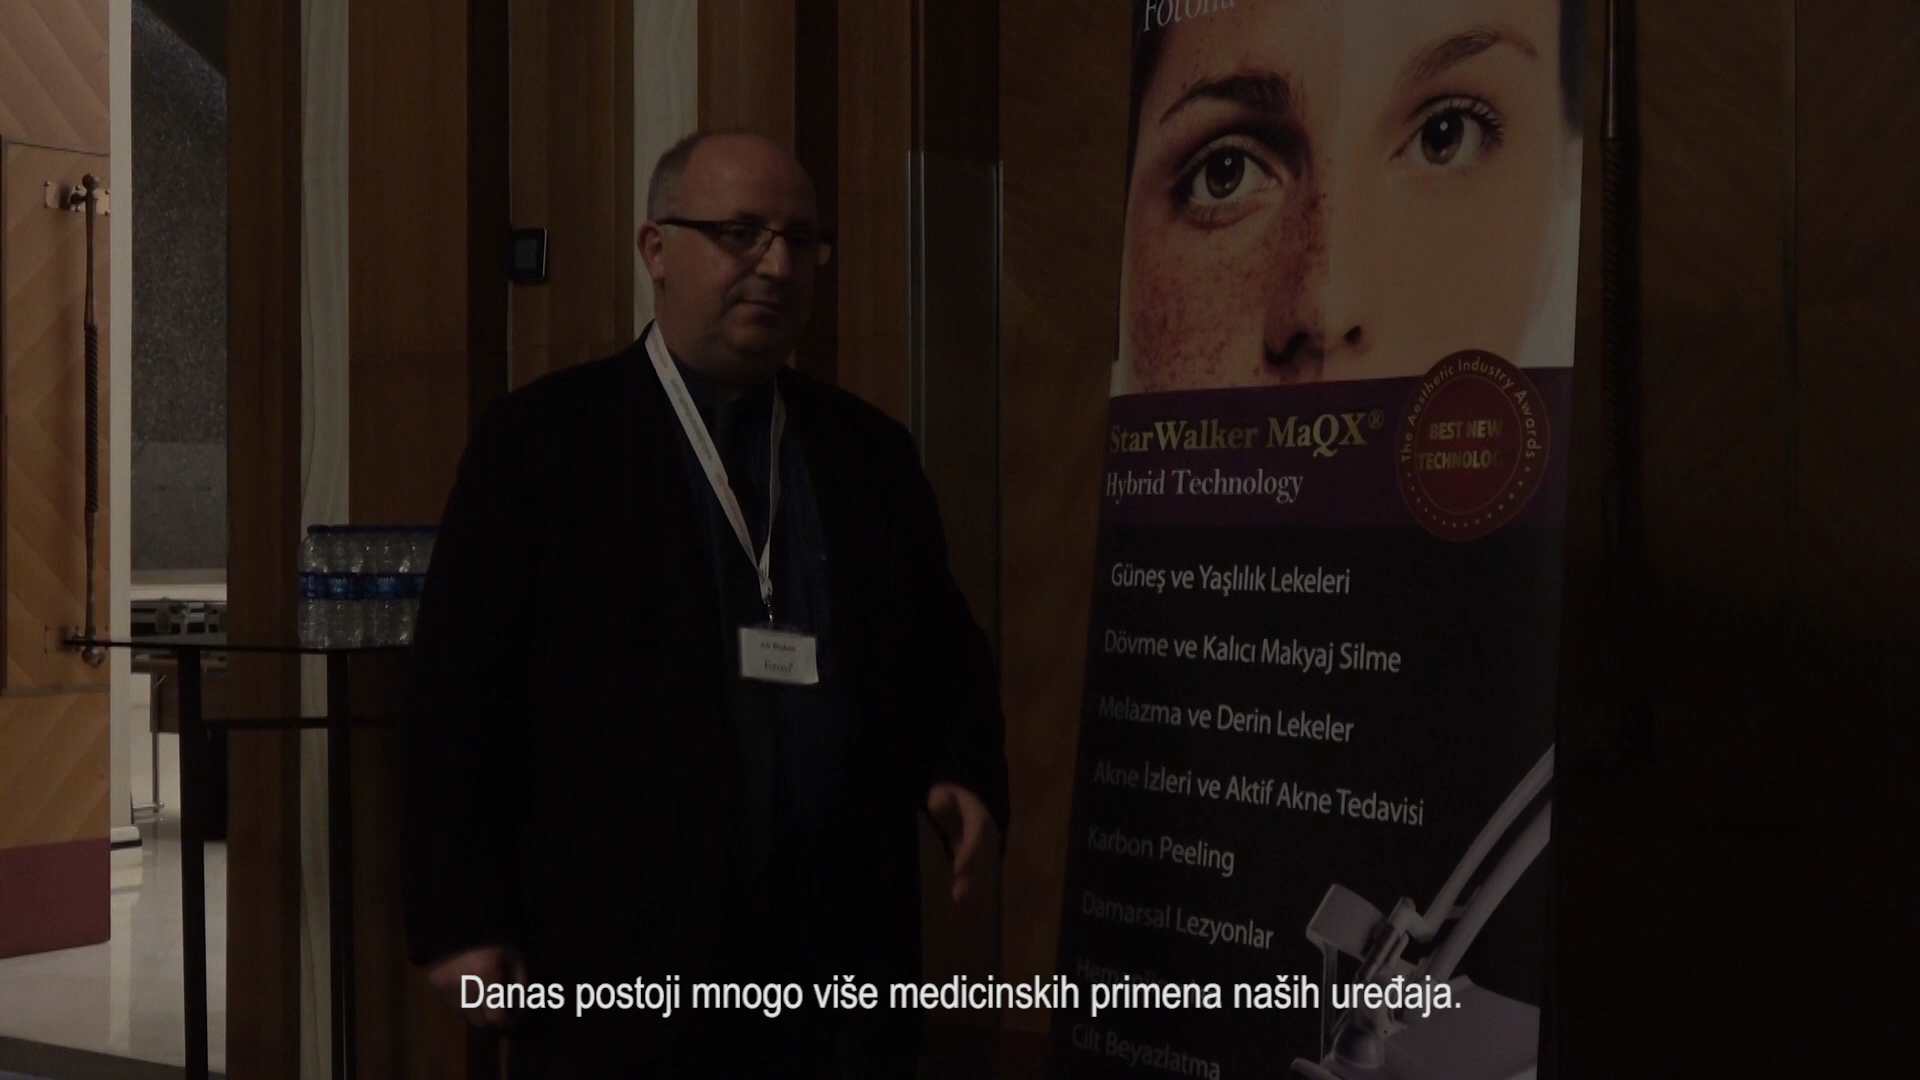 Fotona
StarWalker MaQX®
Hybrid Technology
The Aesthetic Industry Awards
BEST NEW
TECHNOLOG
Güneş ve Yaşlılık Lekeleri
Dövme ve Kalıcı Makyaj Silme
Melazma ve Derin Lekeler
Akne İzleri ve Aktif Akne Tedavisi
Karbon Peeling
Damarsal Lezyonlar
Cilt Beyazlatma
Fotona
Danas postoji mnogo više medicinskih primena naših uređaja.